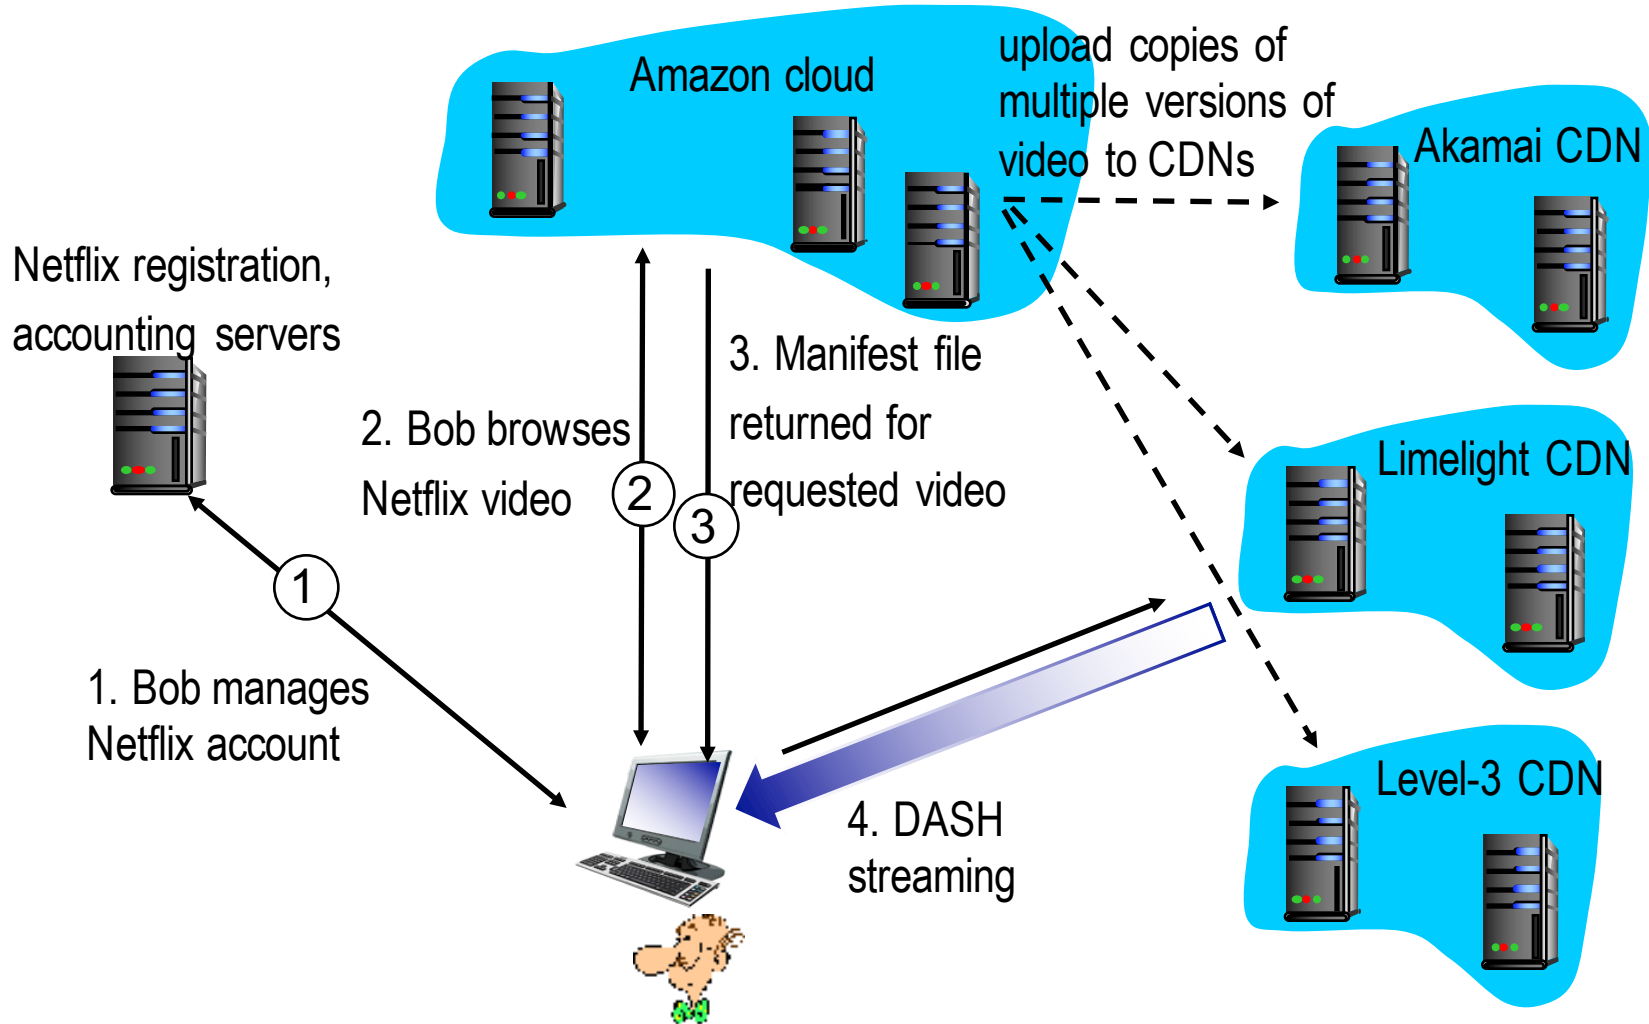 Amazon cloud
upload copies of
multiple versions of
video to CDNs
Akamai CDN
Netflix registration,
accounting servers
3. Manifest file
returned for
requested video
2. Bob browses
Netflix video
2
3
Limelight CDN
1
1. Bob manages
Netflix account
4. DASH
streaming
Level-3 CDN